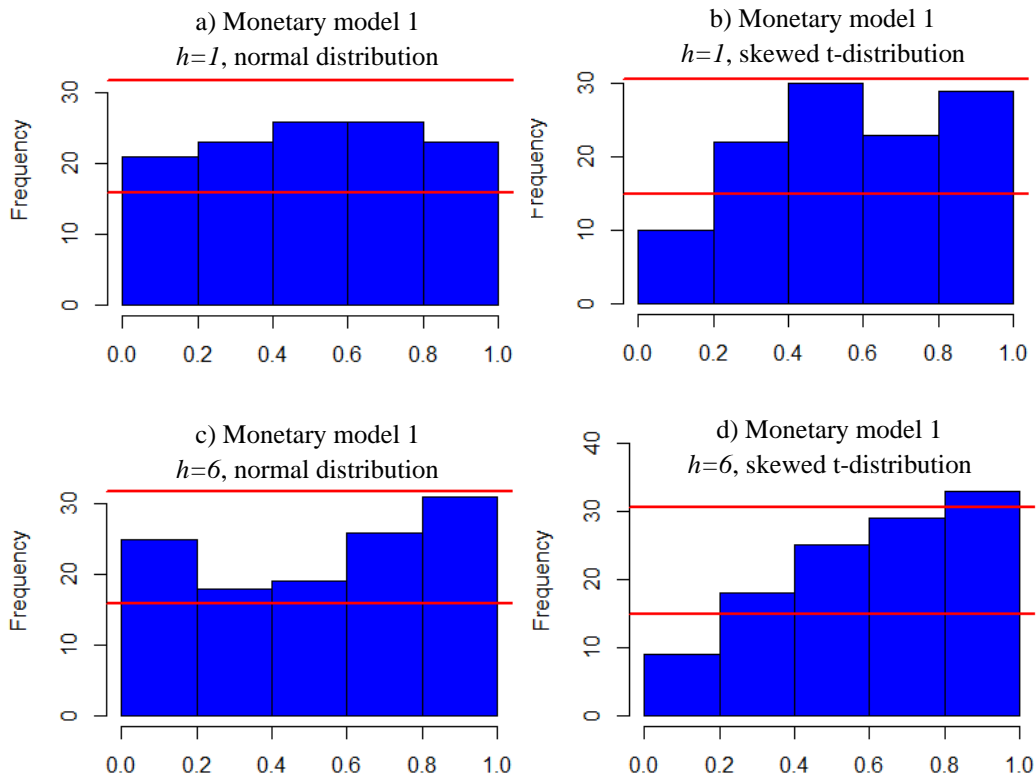 a) Monetary model 1
h=1, normal distribution
Frequency
30
20
10
0
0.0 0.2 0.4 0.6 0.8 1.0
b) Monetary model 1
h=1, skewed t-distribution
Frequency
30
20
10
0
0.0 0.2 0.4 0.6 0.8 1.0
c) Monetary model 1
h=6, normal distribution
Frequency
30
20
10
0
0.0 0.2 0.4 0.6 0.8 1.0
d) Monetary model 1
h=6, skewed t-distribution
Frequency
40
30
20
10
0
0.0 0.2 0.4 0.6 0.8 1.0